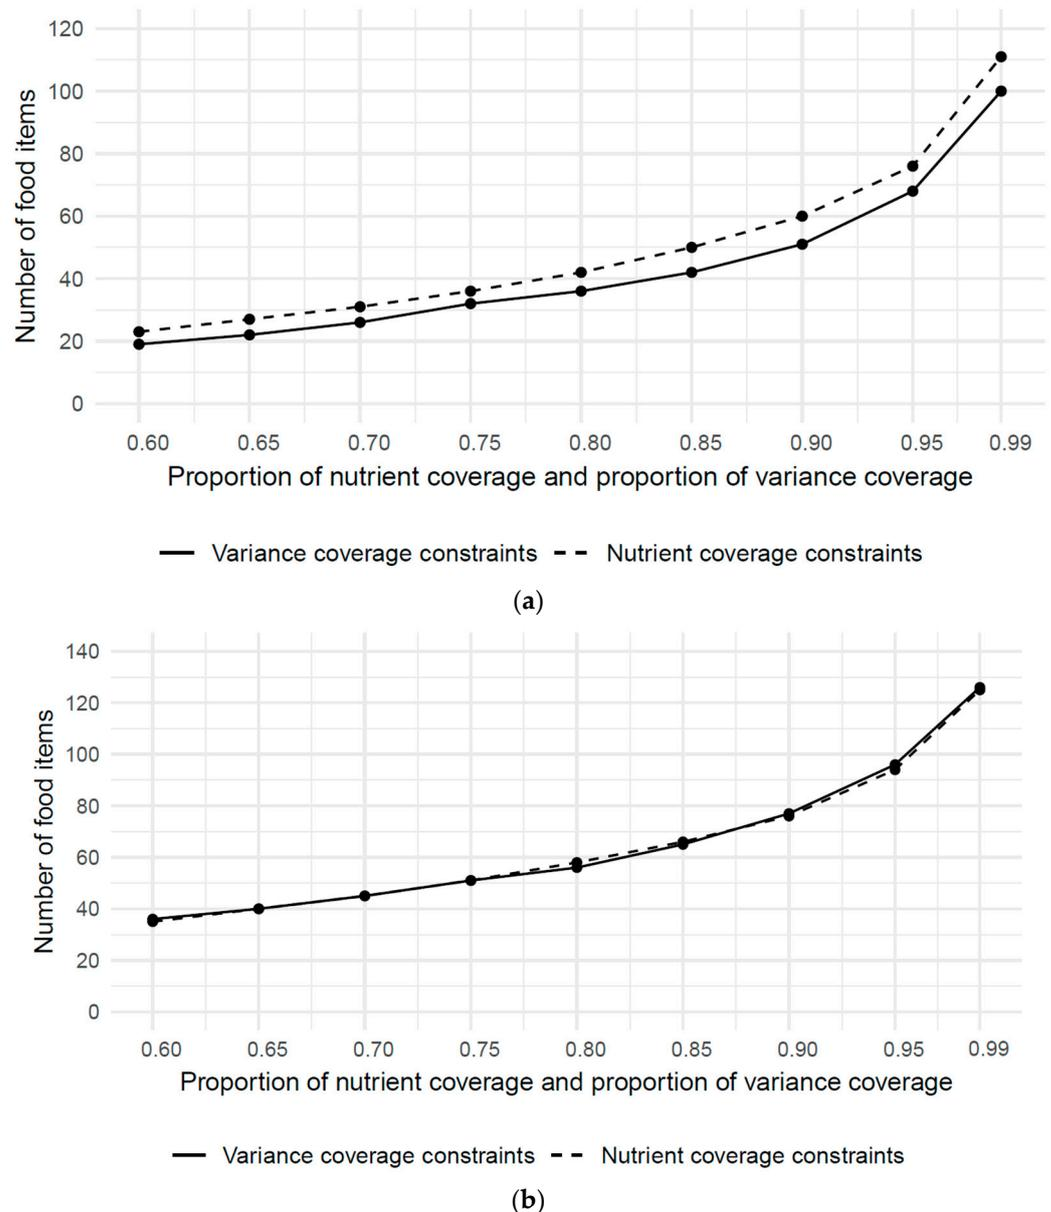 120
100
80
60
40
20
0
Number of food items
0.60 0.65 0.70 0.75 0.80 0.85 0.90 0.95 0.99
Proportion of nutrient coverage and proportion of variance coverage
Variance coverage constraints Nutrient coverage constraints
(a)
140
120
100
80
60
40
20
0
Number of food items
0.60 0.65 0.70 0.75 0.80 0.85 0.90 0.95 0.99
Proportion of nutrient coverage and proportion of variance coverage
Variance coverage constraints Nutrient coverage constraints
(b)